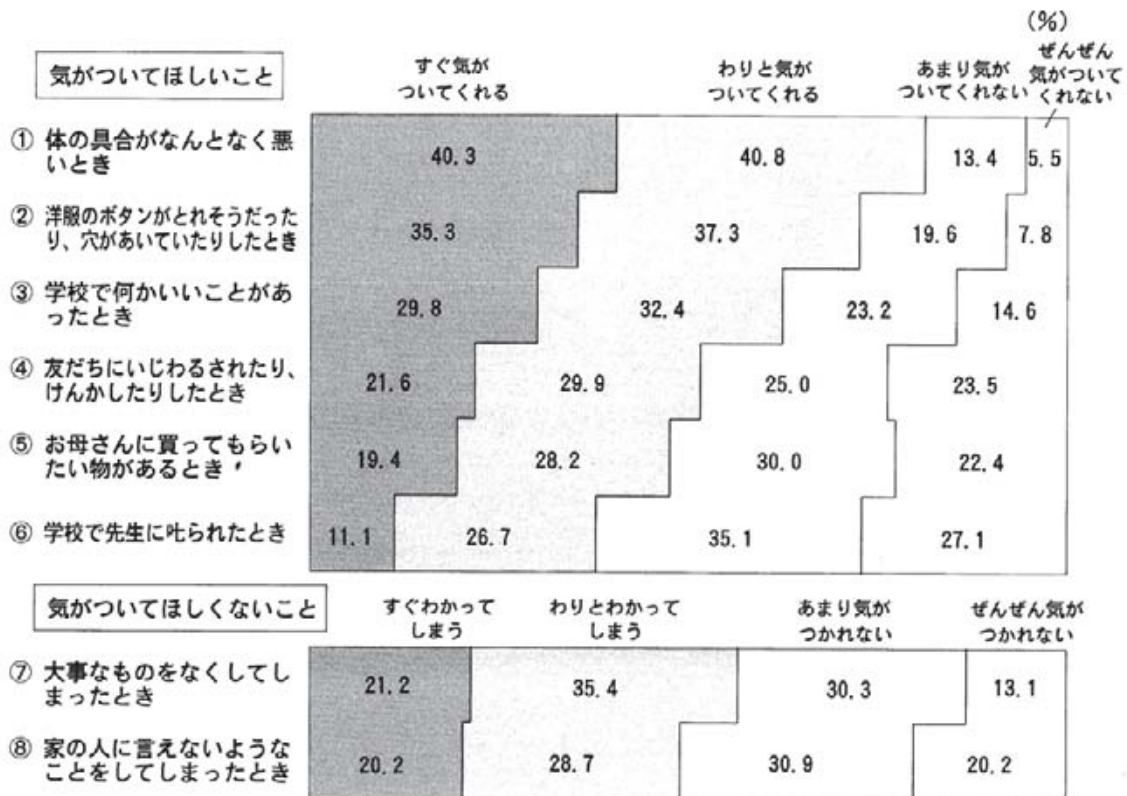 (%)
気がついてほしいこと
すぐ気が
ついてくれる
わりと気が
ついてくれる
あまり気が
ついてくれない
ぜんぜん
気がついて
くれない
① 体の具合がなんとなく悪
いとき
40.3 40.8 13.4 5.5
② 洋服のボタンがとれそうだった
り、穴があいていたりしたとき
35.3 37.3 19.6 7.8
③ 学校で何かいいことがあ
ったとき
29.8 32.4 23.2 14.6
④ 友だちにいじわるされたり、
けんかしたりしたとき
21.6 29.9 25.0 23.5
⑤ お母さんに買ってもらい
たい物があるとき
19.4 28.2 30.0 22.4
⑥ 学校で先生に叱られたとき
11.1 26.7 35.1 27.1
気がついてほしくないこと
すぐわかって
しまう
わりとわかって
しまう
あまり気が
つかれない
ぜんぜん気が
つかれない
⑦ 大事なものをなくしてし
まったとき
21.2 35.4 30.3 13.1
⑧ 家の人に言えないような
ことをしてしまったとき
20.2 28.7 30.9 20.2